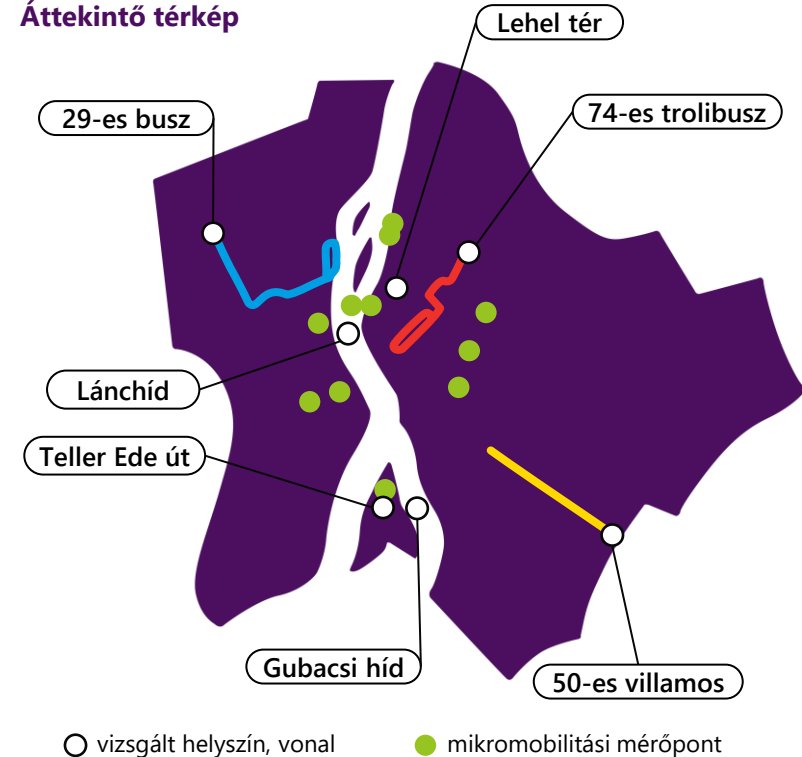 Áttekintő térkép
Lehel tér
29-es busz
74-es trolibusz
Lánchíd
Teller Ede út
Gubacsi híd
50-es villamos
vizsgált helyszín, vonal
mikromobilitási mérőpont